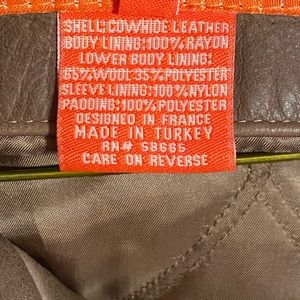 SHELL:COWHIDE LEATHER
BODY LINING:100%RAYON
LOWER BODY LINING:
65%WOOL 35%POLYESTER
SLEEVE LINING:100%NYLON
PADDING:100%POLYESTER
DESIGNED IN FRANCE
MADE IN TURKEY
RN# 58665
CARE ON REVERSE